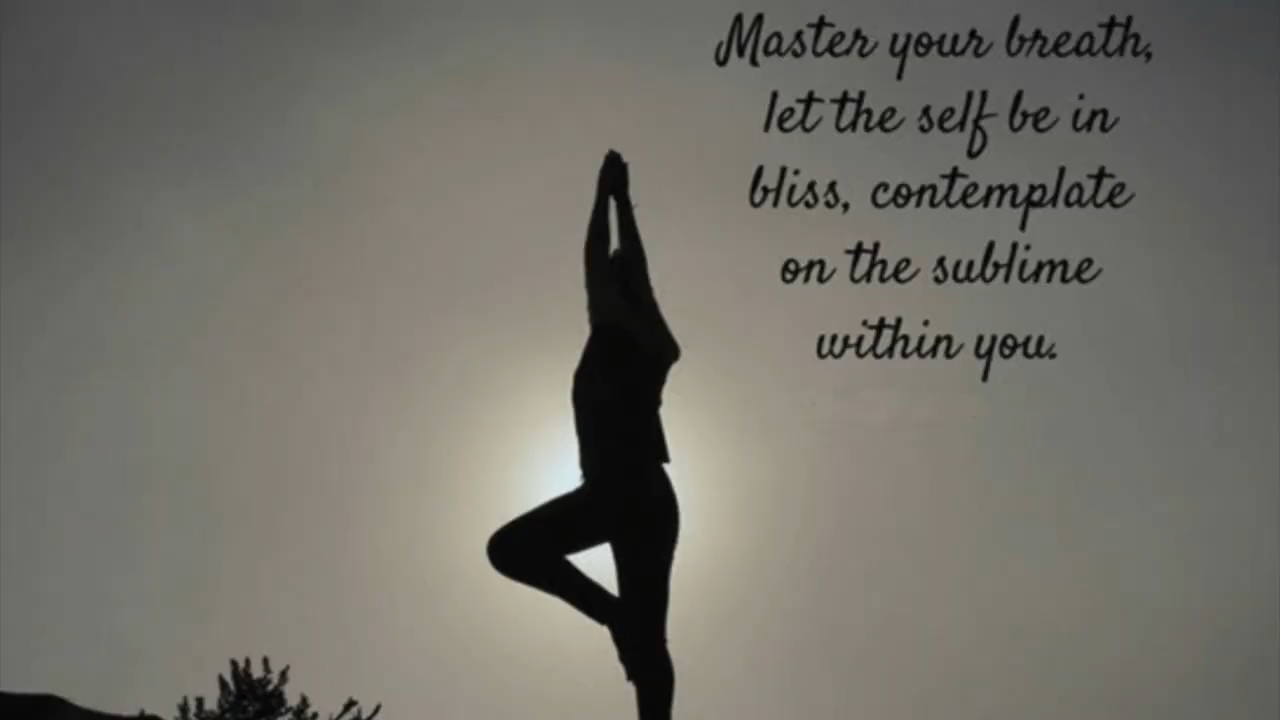 Master your breath,
let the self be in
bliss, contemplate
on the sublime
within you.